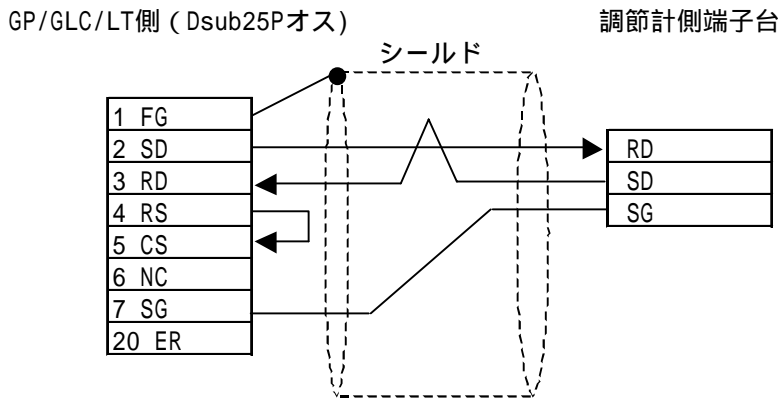 GP/GLC/LT側（Dsub25Pオス)
調節計側端子台
シールド
1 FG
2 SD
3 RD
4 RS
5 CS
6 NC
7 SG
20 ER
RD
SD
SG